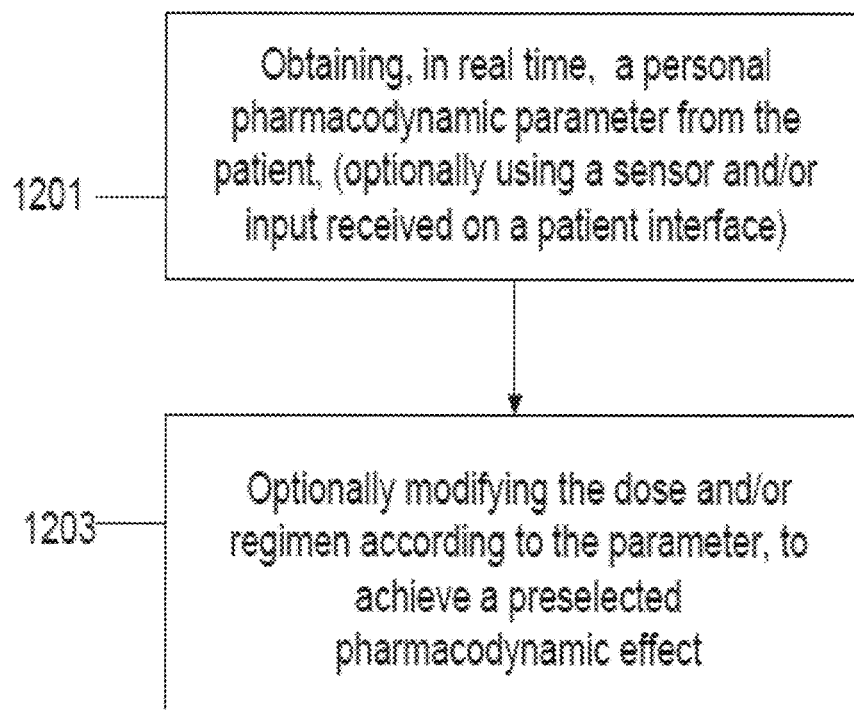 Obtaining, in real time, a personal
pharmacodynamic parameter from the
patient, (optionally using a sensor and/or
input received on a patient interface)
1201
Optionally modifying the dose and/or
regimen according to the parameter, to
achieve a preselected
pharmacodynamic effect
1203